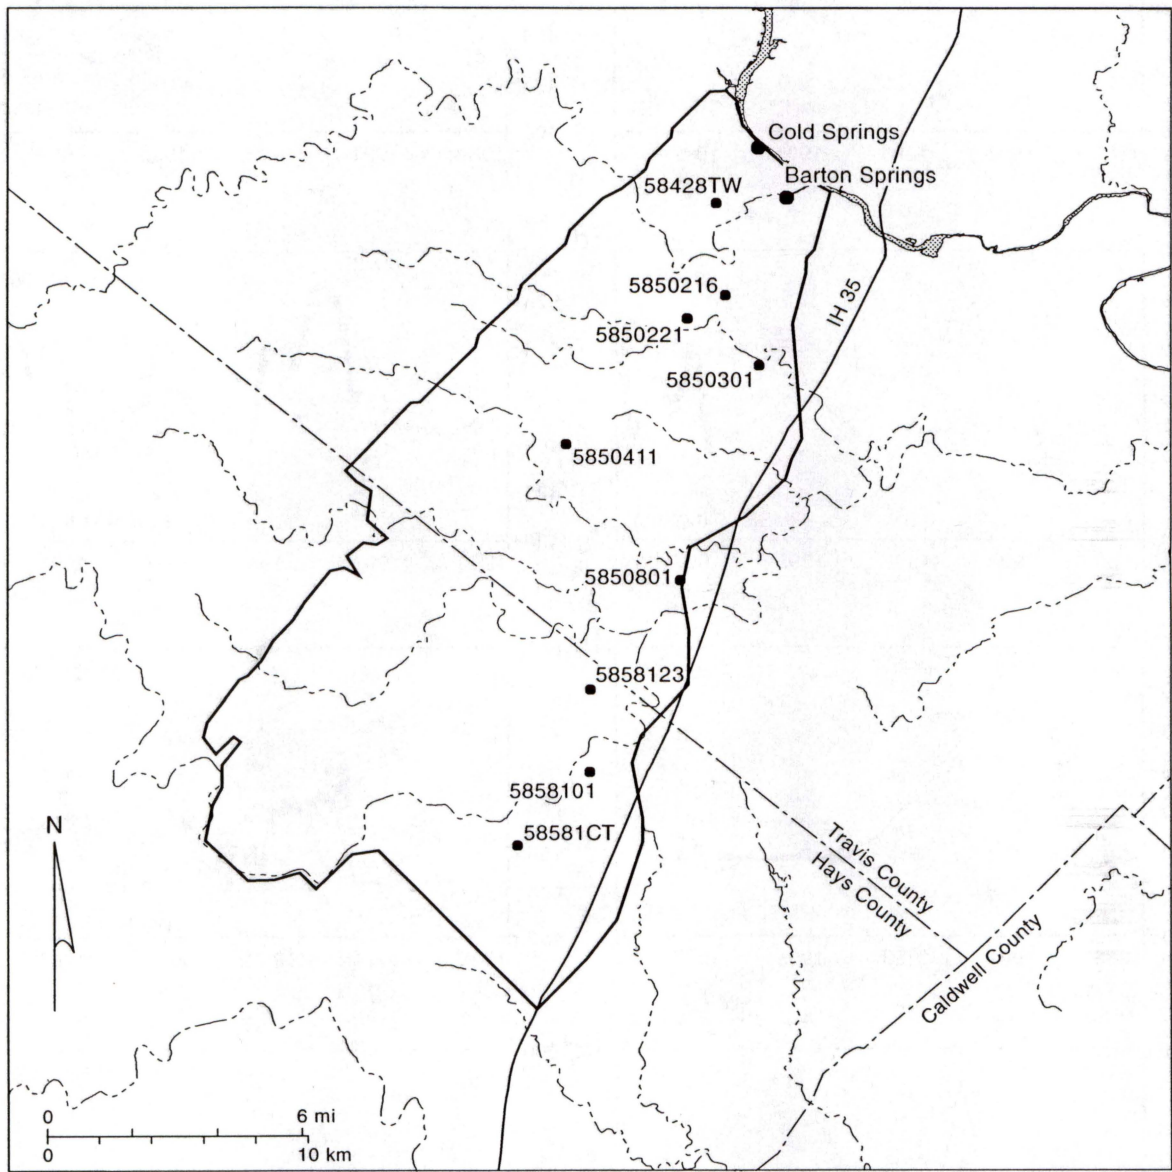 Cold Springs
Barton Springs
58428TW
5850216
IH 35
5850221
5850301
5850411
5850801
5858123
5858101
N
58581CT
Travis County
Hays County
Caldwell County
0 6 mi
0 10 km